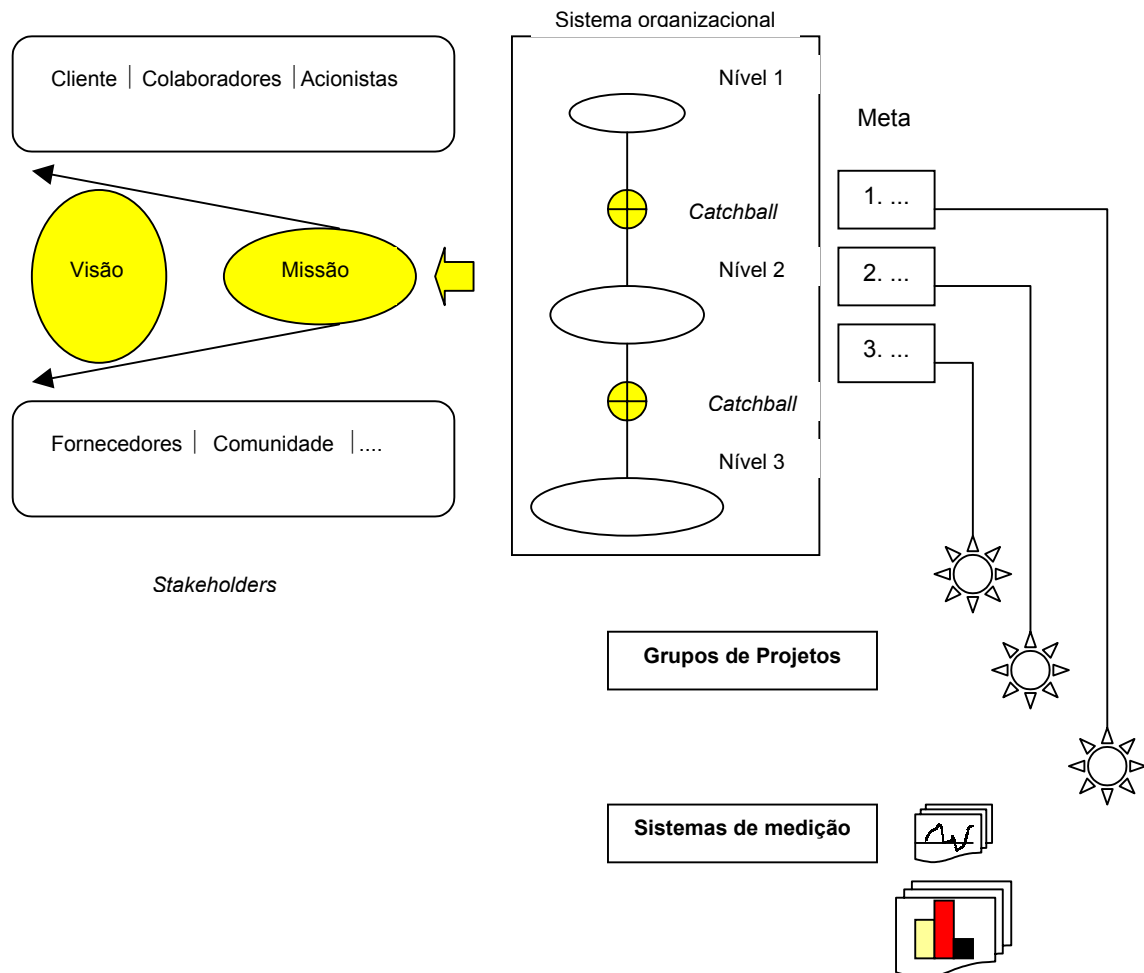 Sistema organizacional
Cliente | Colaboradores | Acionistas
Nível 1
Meta
1. ...
Catchball
Visão
Missão
Nível 2
2. ...
3. ...
Catchball
Fornecedores | Comunidade | ....
Nível 3
Stakeholders
Grupos de Projetos
Sistemas de medição